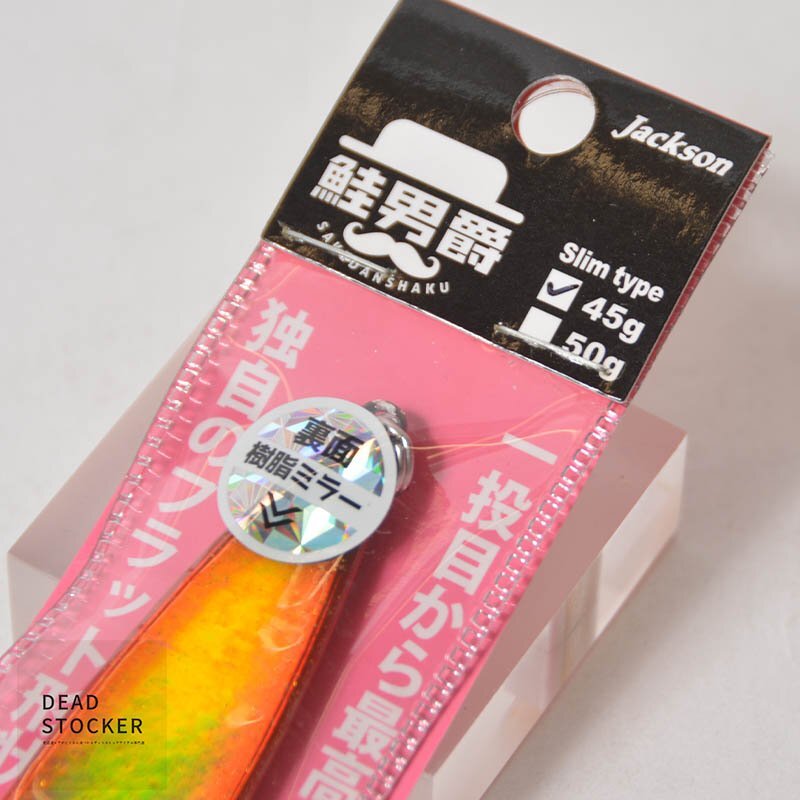 Jackson
鮭男爵
SAKEDANSHAKU
Slim type
45g
50g
独自のフラット
裏面
樹脂ミラー
一投目から最高
DEAD
STOCKER